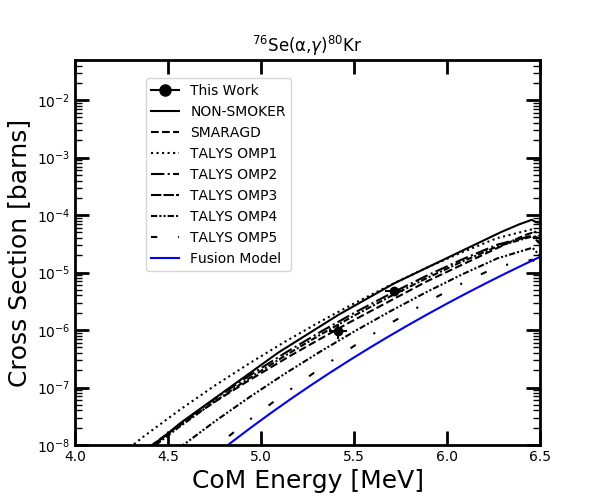 ⁷⁶Se(α,γ)⁸⁰Kr
This Work
NON-SMOKER
SMARAGD
TALYS OMP1
TALYS OMP2
TALYS OMP3
TALYS OMP4
TALYS OMP5
Fusion Model
Cross Section [barns]
10⁻²
10⁻³
10⁻⁴
10⁻⁵
10⁻⁶
10⁻⁷
10⁻⁸
4.0 4.5 5.0 5.5 6.0 6.5
CoM Energy [MeV]